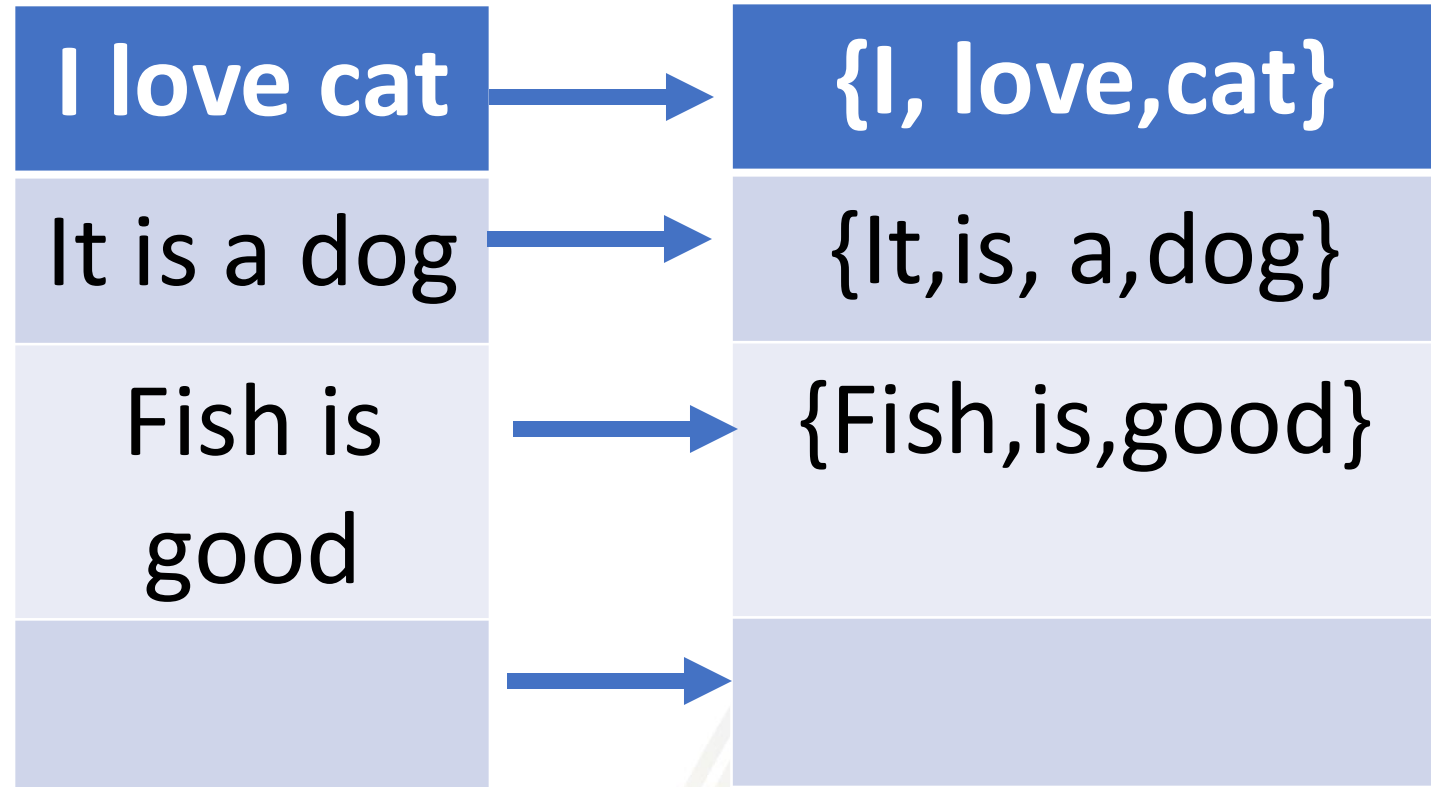 I love cat
{I, love,cat}
It is a dog
{It,is, a,dog}
Fish is
good
{Fish,is,good}